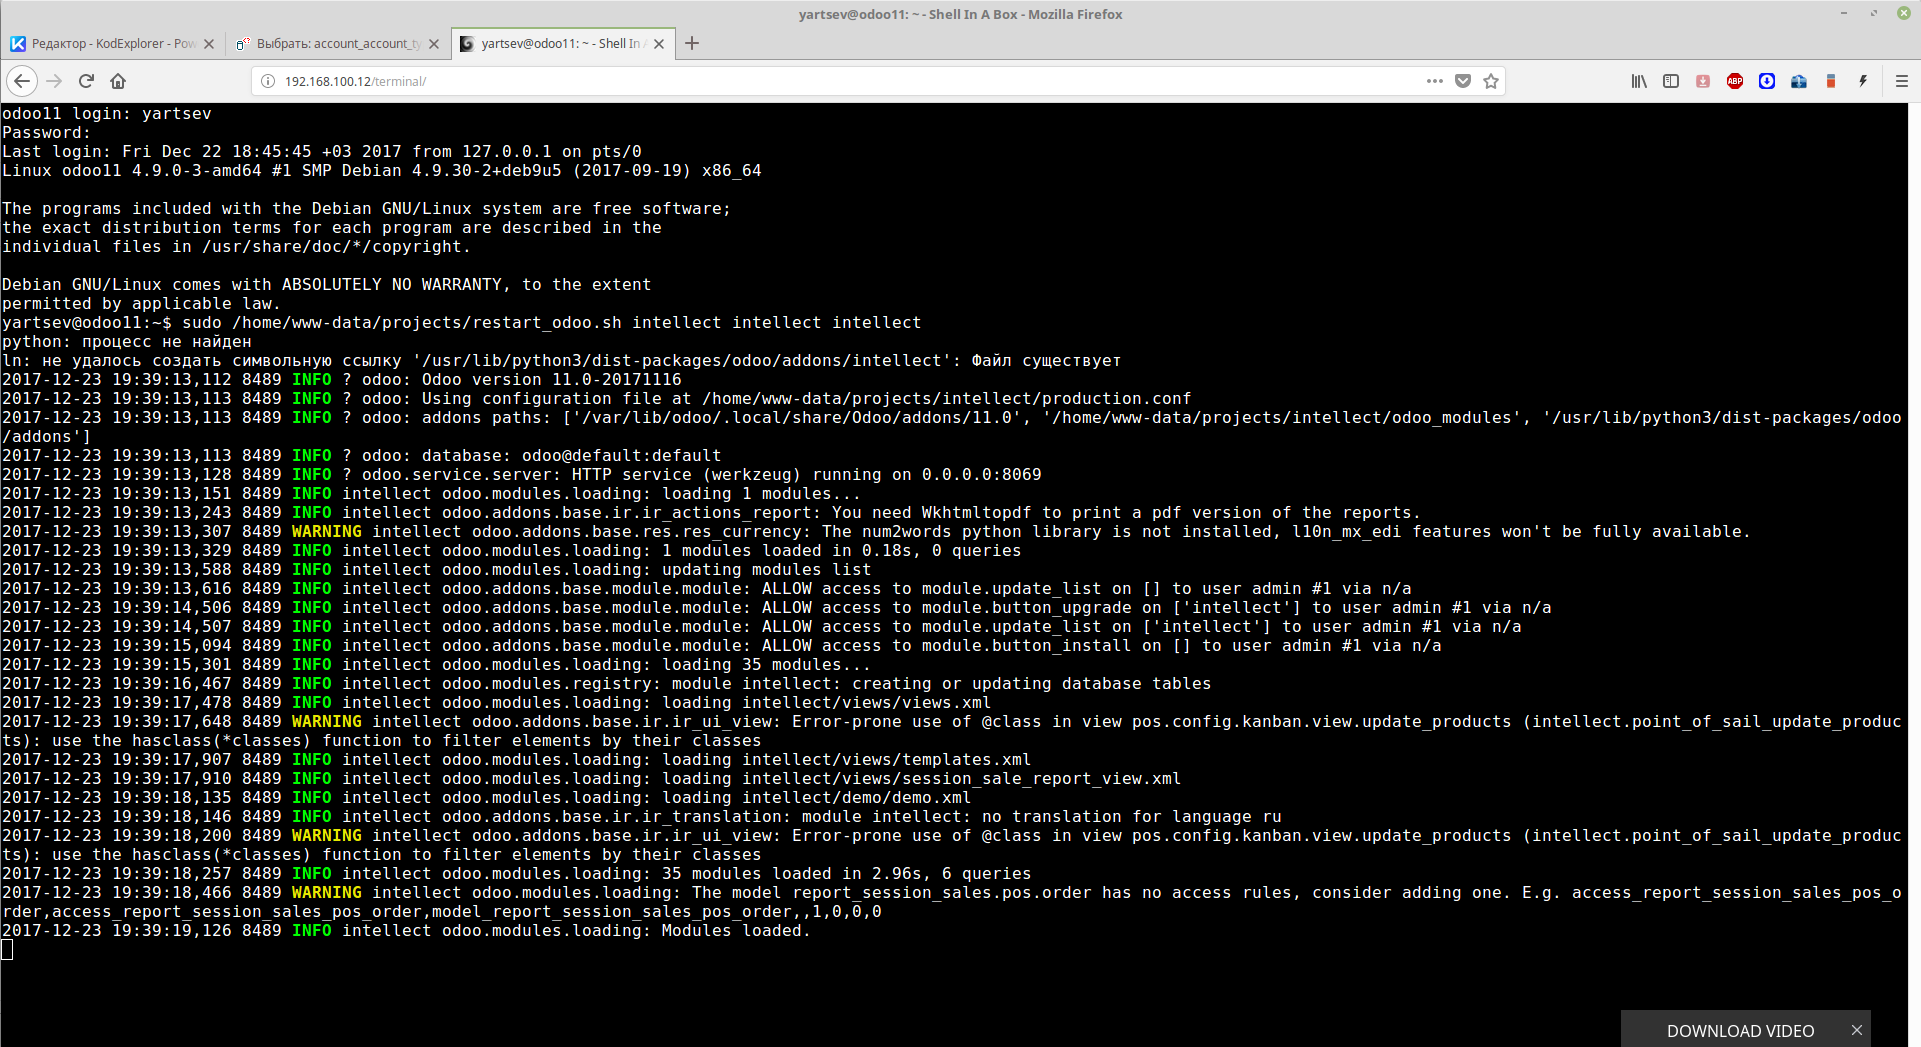 yartsev@odoo11: ~ - Shell In A Box - Mozilla Firefox
Редактор - KodExplorer - Pow
Выбрать: account_account_ty
yartsev@odoo11: ~ - Shell In A
192.168.100.12/terminal/
ABP
odoo11 login: yartsev
Password:
Last login: Fri Dec 22 18:45:45 +03 2017 from 127.0.0.1 on pts/0
Linux odoo11 4.9.0-3-amd64 #1 SMP Debian 4.9.30-2+deb9u5 (2017-09-19) x86_64
The programs included with the Debian GNU/Linux system are free software;
the exact distribution terms for each program are described in the
individual files in /usr/share/doc/*/copyright.
Debian GNU/Linux comes with ABSOLUTELY NO WARRANTY, to the extent
permitted by applicable law.
yartsev@odoo11:~$ sudo /home/www-data/projects/restart_odoo.sh intellect intellect intellect
python: процесс не найден
ln: не удалось создать символьную ссылку '/usr/lib/python3/dist-packages/odoo/addons/intellect': Файл существует
2017-12-23 19:39:13,112 8489 INFO ? odoo: Odoo version 11.0-20171116
2017-12-23 19:39:13,113 8489 INFO ? odoo: Using configuration file at /home/www-data/projects/intellect/production.conf
2017-12-23 19:39:13,113 8489 INFO ? odoo: addons paths: ['/var/lib/odoo/.local/share/Odoo/addons/11.0', '/home/www-data/projects/intellect/odoo_modules', '/usr/lib/python3/dist-packages/odoo
/addons']
2017-12-23 19:39:13,113 8489 INFO ? odoo: database: odoo@default:default
2017-12-23 19:39:13,128 8489 INFO ? odoo.service.server: HTTP service (werkzeug) running on 0.0.0.0:8069
2017-12-23 19:39:13,151 8489 INFO intellect odoo.modules.loading: loading 1 modules...
2017-12-23 19:39:13,243 8489 INFO intellect odoo.addons.base.ir.ir_actions_report: You need Wkhtmltopdf to print a pdf version of the reports.
2017-12-23 19:39:13,307 8489 WARNING intellect odoo.addons.base.res.res_currency: The num2words python library is not installed, l10n_mx_edi features won't be fully available.
2017-12-23 19:39:13,329 8489 INFO intellect odoo.modules.loading: 1 modules loaded in 0.18s, 0 queries
2017-12-23 19:39:13,588 8489 INFO intellect odoo.modules.loading: updating modules list
2017-12-23 19:39:13,616 8489 INFO intellect odoo.addons.base.module.module: ALLOW access to module.update_list on [] to user admin #1 via n/a
2017-12-23 19:39:14,506 8489 INFO intellect odoo.addons.base.module.module: ALLOW access to module.button_upgrade on ['intellect'] to user admin #1 via n/a
2017-12-23 19:39:14,507 8489 INFO intellect odoo.addons.base.module.module: ALLOW access to module.update_list on ['intellect'] to user admin #1 via n/a
2017-12-23 19:39:15,094 8489 INFO intellect odoo.addons.base.module.module: ALLOW access to module.button_install on [] to user admin #1 via n/a
2017-12-23 19:39:15,301 8489 INFO intellect odoo.modules.loading: loading 35 modules...
2017-12-23 19:39:16,467 8489 INFO intellect odoo.modules.registry: module intellect: creating or updating database tables
2017-12-23 19:39:17,478 8489 INFO intellect odoo.modules.loading: loading intellect/views/views.xml
2017-12-23 19:39:17,648 8489 WARNING intellect odoo.addons.base.ir.ir_ui_view: Error-prone use of @class in view pos.config.kanban.view.update_products (intellect.point_of_sail_update_produc
ts): use the hasclass(*classes) function to filter elements by their classes
2017-12-23 19:39:17,907 8489 INFO intellect odoo.modules.loading: loading intellect/views/templates.xml
2017-12-23 19:39:17,910 8489 INFO intellect odoo.modules.loading: loading intellect/views/session_sale_report_view.xml
2017-12-23 19:39:18,135 8489 INFO intellect odoo.modules.loading: loading intellect/demo/demo.xml
2017-12-23 19:39:18,146 8489 INFO intellect odoo.addons.base.ir.ir_translation: module intellect: no translation for language ru
2017-12-23 19:39:18,200 8489 WARNING intellect odoo.addons.base.ir.ir_ui_view: Error-prone use of @class in view pos.config.kanban.view.update_products (intellect.point_of_sail_update_produc
ts): use the hasclass(*classes) function to filter elements by their classes
2017-12-23 19:39:18,257 8489 INFO intellect odoo.modules.loading: 35 modules loaded in 2.96s, 6 queries
2017-12-23 19:39:18,466 8489 WARNING intellect odoo.modules.loading: The model report_session_sales.pos.order has no access rules, consider adding one. E.g. access_report_session_sales_pos_o
rder,access_report_session_sales_pos_order,model_report_session_sales_pos_order,,1,0,0,0
2017-12-23 19:39:19,126 8489 INFO intellect odoo.modules.loading: Modules loaded.
DOWNLOAD VIDEO